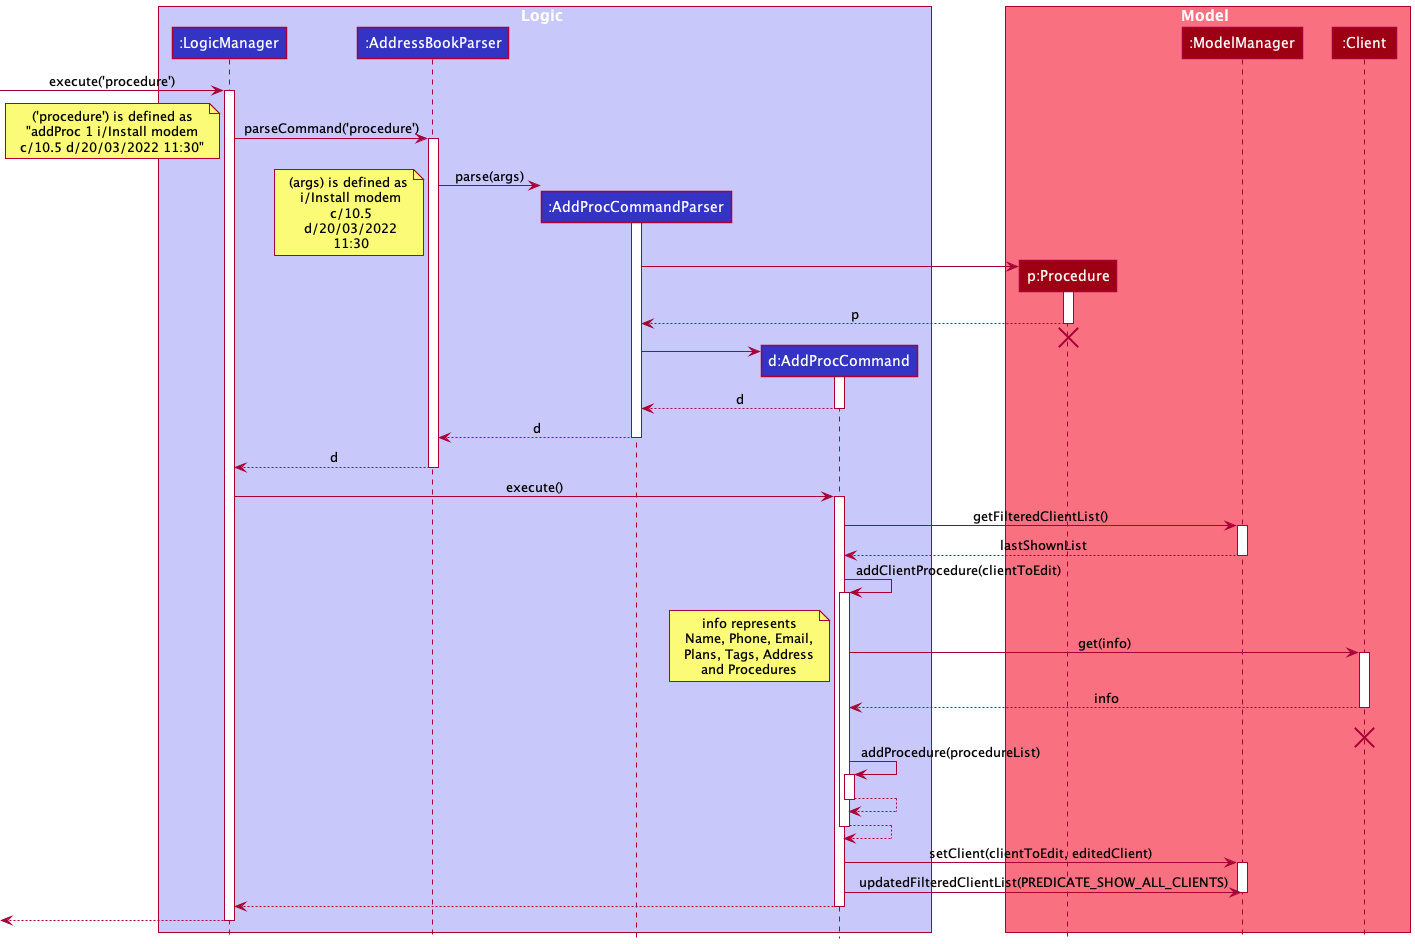 Logic
Model
:LogicManager
:AddressBookParser
:ModelManager
:Client
execute('procedure')
('procedure') is defined as
"addProc 1 i/Install modem
c/10.5 d/20/03/2022 11:30"
parseCommand('procedure')
(args) is defined as
i/Install modem
c/10.5
d/20/03/2022
11:30
parse(args)
:AddProcCommandParser
p:Procedure
p
d:AddProcCommand
d
d
d
execute()
getFilteredClientList()
lastShownList
addClientProcedure(clientToEdit)
info represents
Name, Phone, Email,
Plans, Tags, Address
and Procedures
get(info)
info
addProcedure(procedureList)
setClient(clientToEdit, editedClient)
updatedFilteredClientList(PREDICATE_SHOW_ALL_CLIENTS)